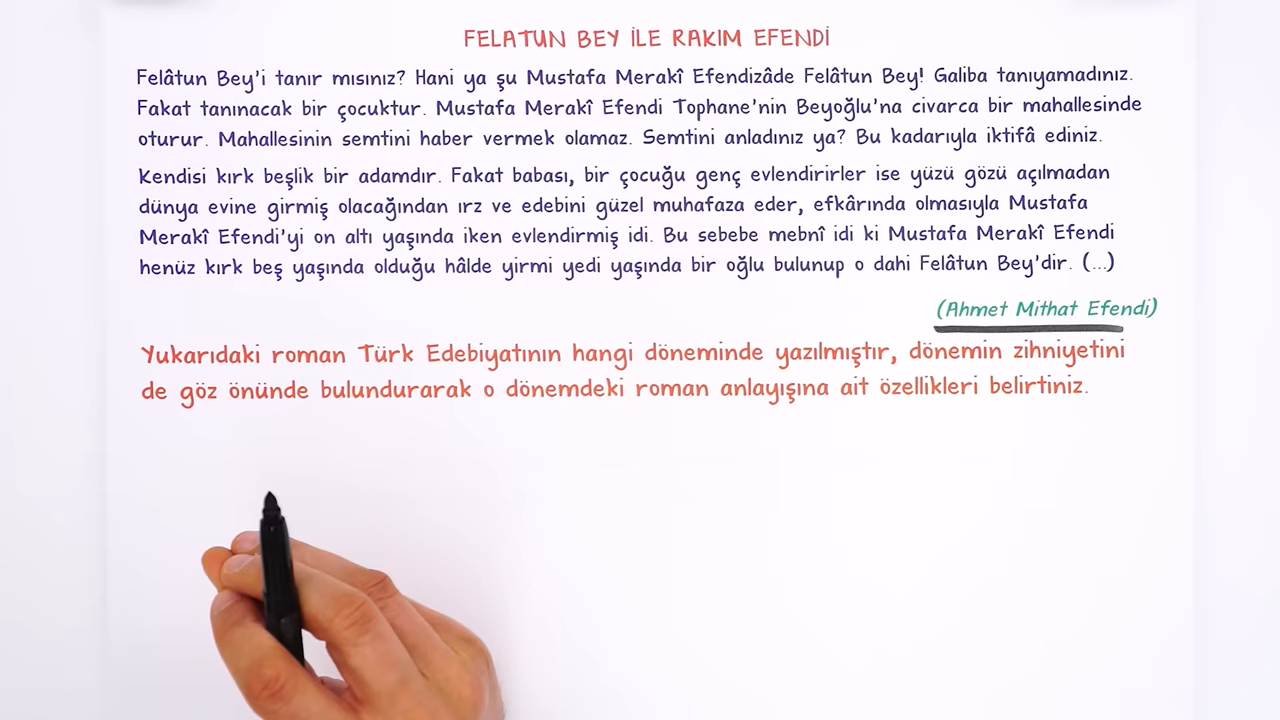 FELATUN BEY İLE RAKIM EFENDİ
Felâtun Bey'i tanır mısınız? Hani ya şu Mustafa Merakî Efendizâde Felâtun Bey! Galiba tanıyamadınız.
Fakat tanınacak bir çocuktur. Mustafa Merakî Efendi Tophane'nin Beyoğlu'na civarca bir mahallesinde
oturur. Mahallesinin semtini haber vermek olamaz. Semtini anladınız ya? Bu kadarıyla iktifâ ediniz.
Kendisi kırk beşlik bir adamdır. Fakat babası, bir çocuğu genç evlendirirler ise yüzü gözü açılmadan
dünya evine girmiş olacağından ırz ve edebini güzel muhafaza eder, efkârında olmasıyla Mustafa
Merakî Efendi'yi on altı yaşında iken evlendirmiş idi. Bu sebebe mebnî idi ki Mustafa Merakî Efendi
henüz kırk beş yaşında olduğu hâlde yirmi yedi yaşında bir oğlu bulunup o dahi Felâtun Bey'dir. (...)
(Ahmet Mithat Efendi)
Yukarıdaki roman Türk Edebiyatının hangi döneminde yazılmıştır, dönemin zihniyetini
de göz önünde bulundurarak o dönemdeki roman anlayışına ait özellikleri belirtiniz.